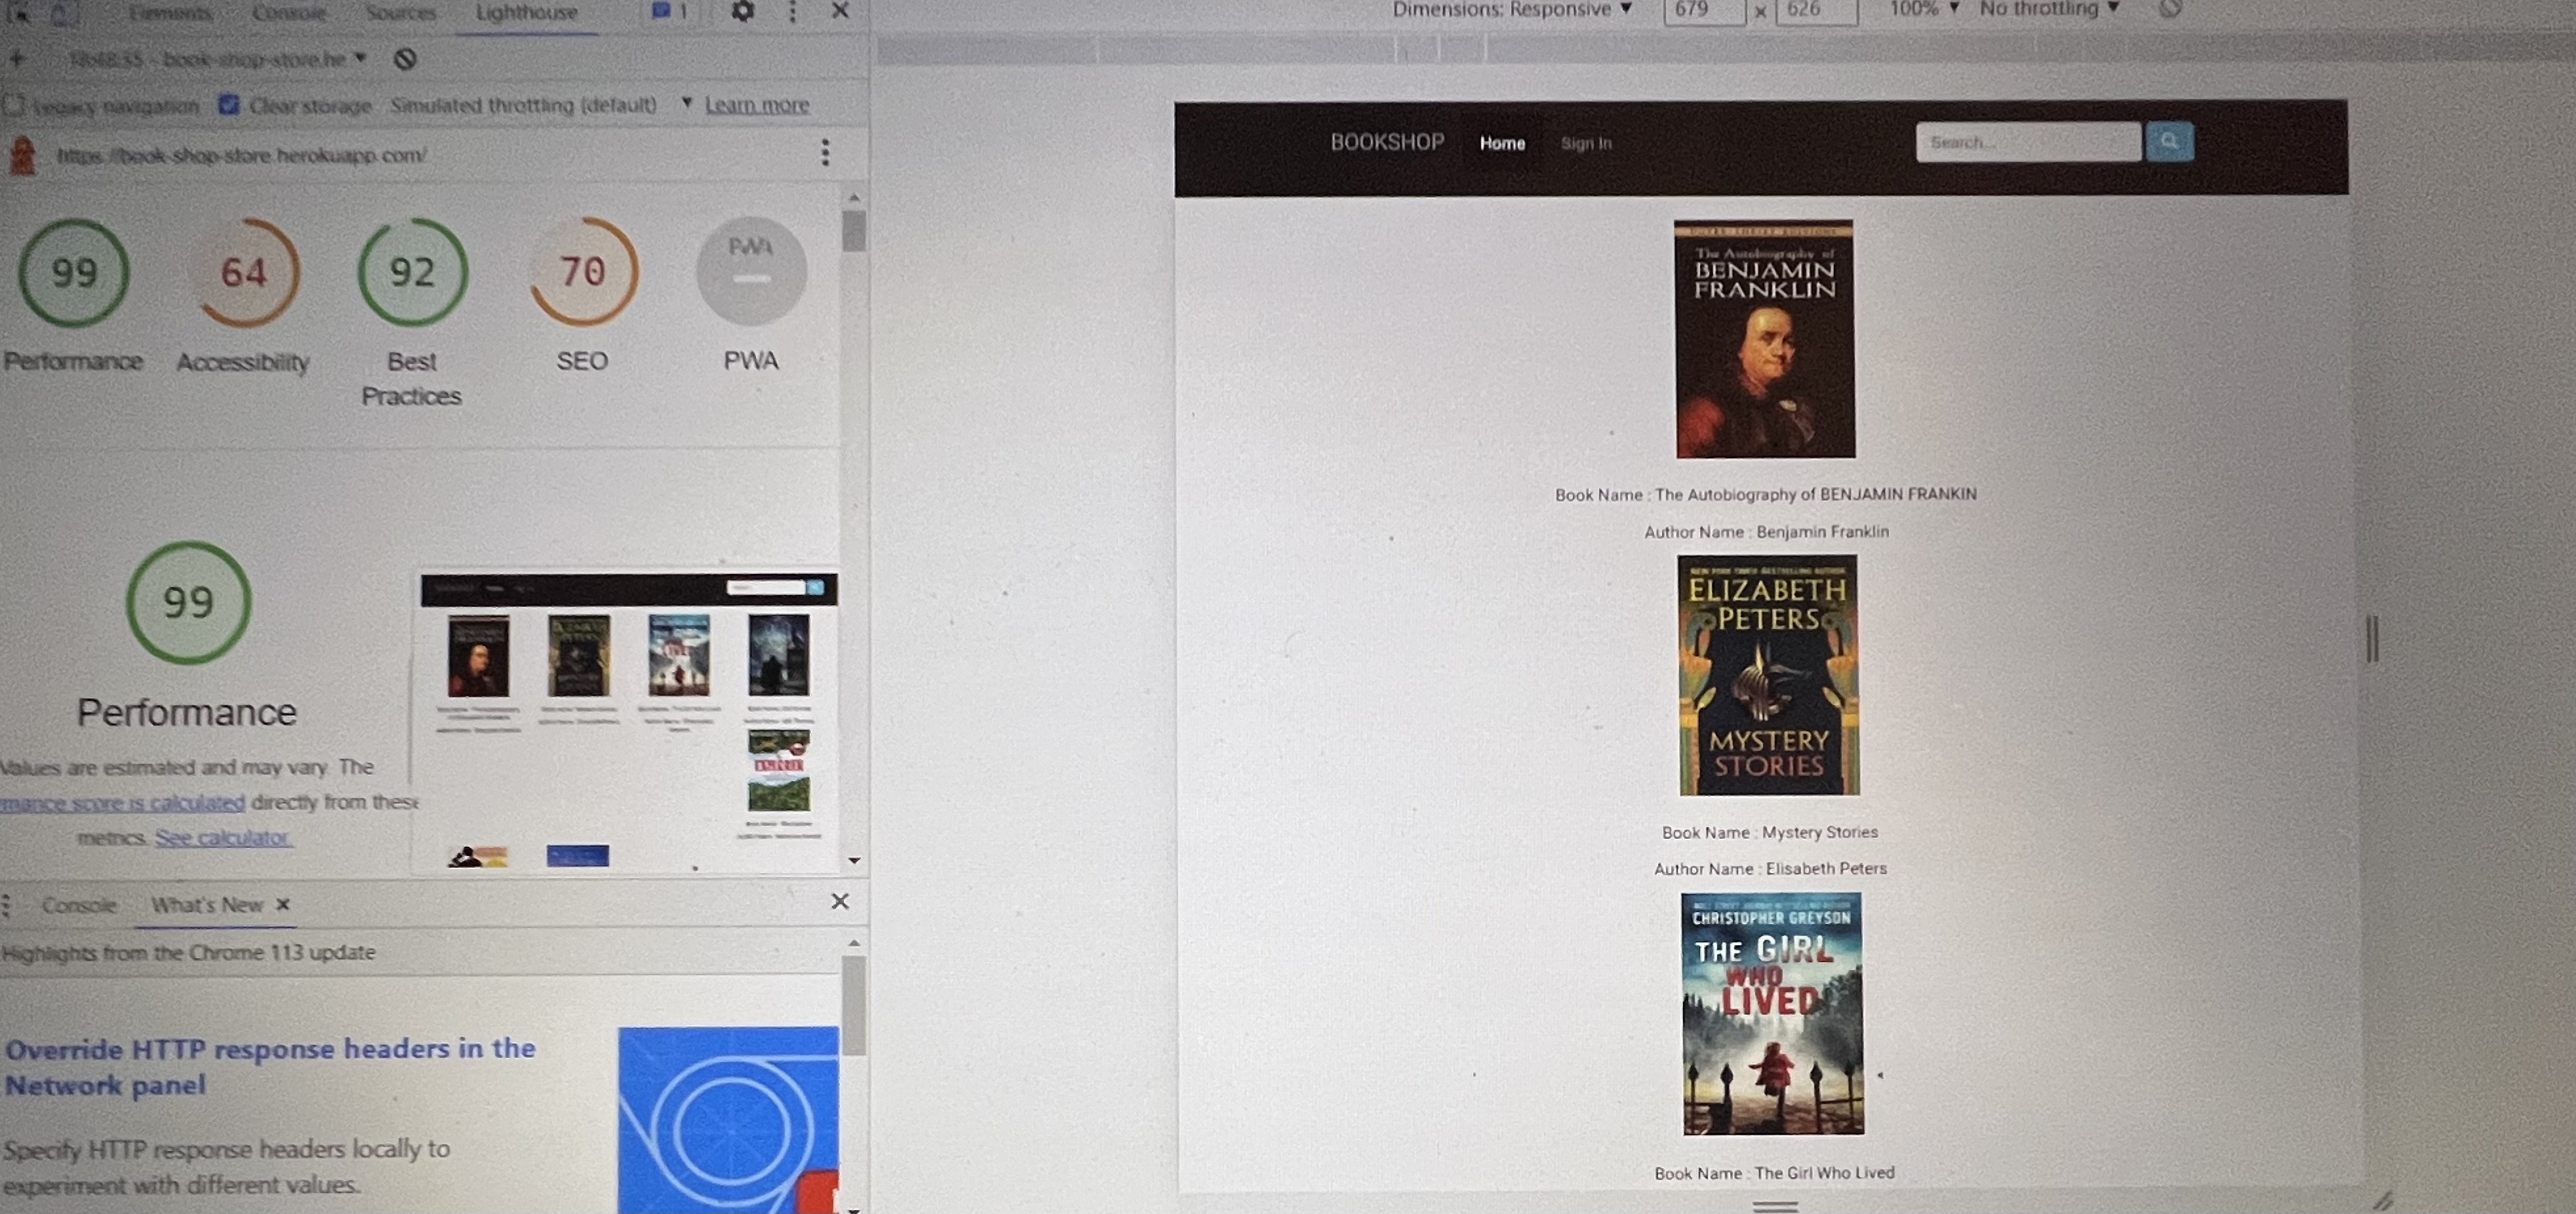 Elements Console Sources Lighthouse 1
book-shop-store.he
Legacy navigation Clear storage Simulated throttling (default) Learn more
https://book-shop-store.herokuapp.com/
99 64 92 70 PWA
Performance Accessibility Best Practices SEO PWA
99
Performance
Values are estimated and may vary. The
mance score is calculated directly from these
metrics. See calculator.
Console What's New ×
Highlights from the Chrome 113 update
Override HTTP response headers in the
Network panel
Specify HTTP response headers locally to
experiment with different values.
Dimensions: Responsive 679 × 626 100% No throttling
BOOKSHOP Home Sign In Search...
The Autobiography of
BENJAMIN
FRANKLIN
Book Name : The Autobiography of BENJAMIN FRANKIN
Author Name : Benjamin Franklin
ELIZABETH
PETERS
MYSTERY
STORIES
Book Name : Mystery Stories
Author Name : Elisabeth Peters
CHRISTOPHER GREYSON
THE GIRL
WHO
LIVED
Book Name : The Girl Who Lived